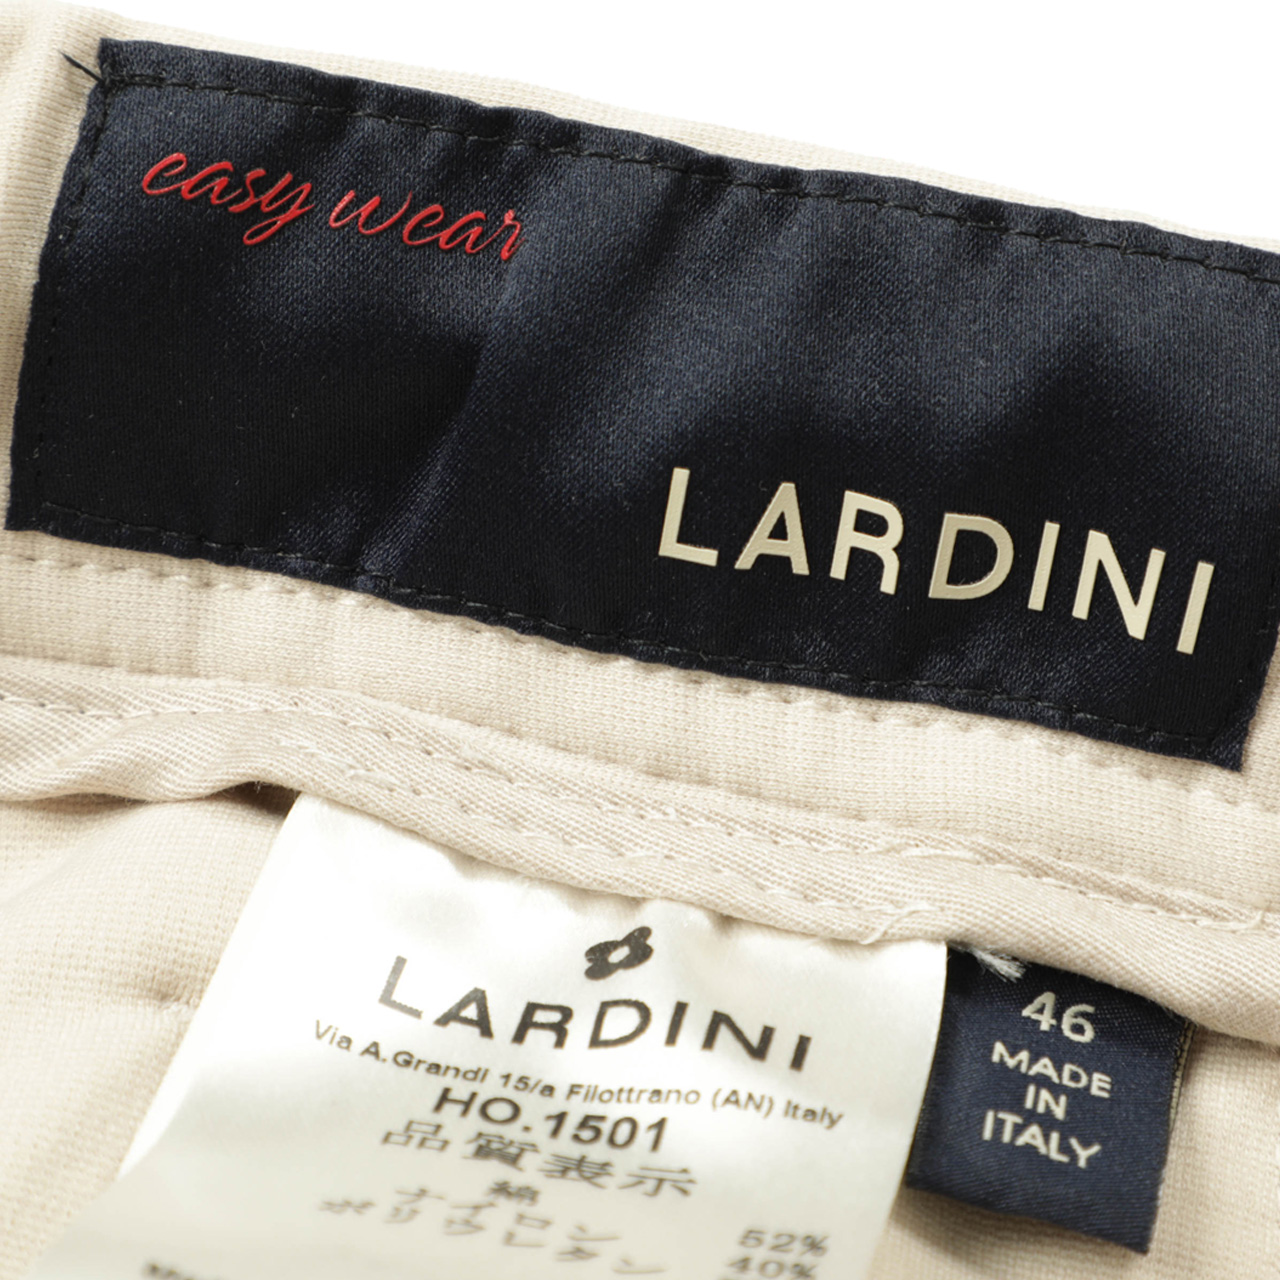 easy wear
LARDINI
LARDINI
Via A.Grandi 15/a Filottrano (AN) Italy
HO.1501
品質表示
綿 52%
ナイロン 40%
ポリウレタン
46
MADE
IN
ITALY